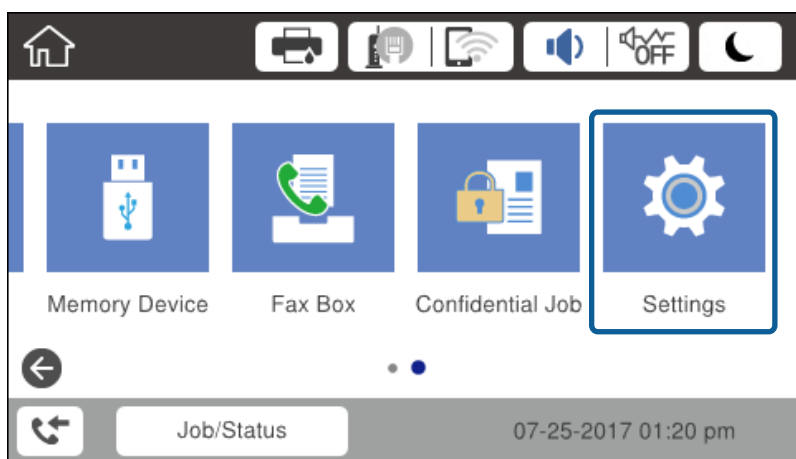 OFF
Memory Device
Fax Box
Confidential Job
Settings
Job/Status
07-25-2017 01:20 pm